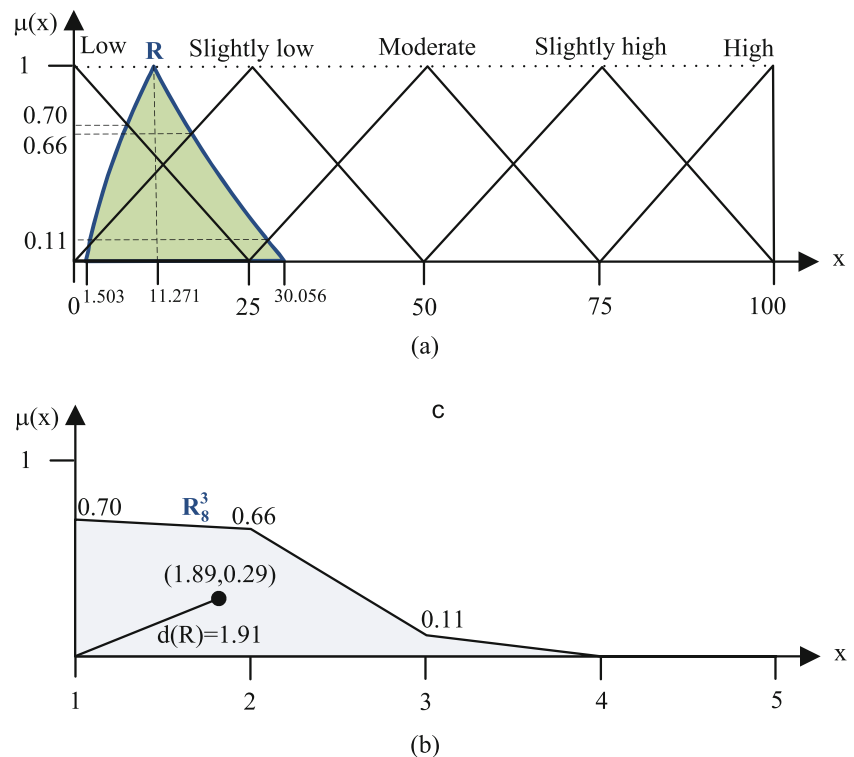 μ(x)
Low R Slightly low Moderate Slightly high High
1
0.70
0.66
0.11
x
0 1.503 11.271 25 30.056 50 75 100
(a)
c
μ(x)
1
0.70 R₈³ 0.66
(1.89,0.29)
0.11
d(R)=1.91
x
1 2 3 4 5
(b)